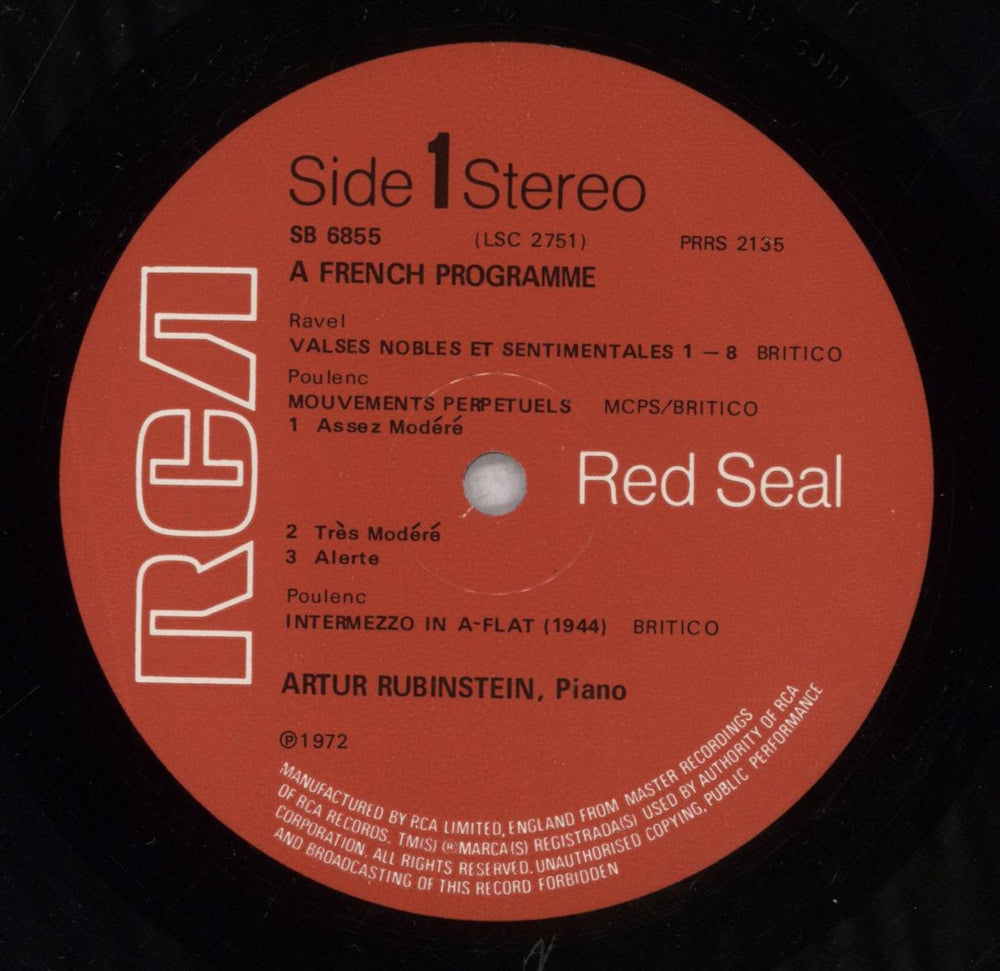 Side 1 Stereo
SB 6855 (LSC 2751) PRRS 2135
A FRENCH PROGRAMME
Ravel
VALSES NOBLES ET SENTIMENTALES 1 – 8 BRITICO
Poulenc
MOUVEMENTS PERPETUELS MCPS/BRITICO
1 Assez Modéré
Red Seal
2 Très Modéré
3 Alerte
Poulenc
INTERMEZZO IN A-FLAT (1944) BRITICO
ARTUR RUBINSTEIN, Piano
℗1972
RCA
MANUFACTURED BY RCA LIMITED, ENGLAND FROM MASTER RECORDINGS
OF RCA RECORDS. TM(S) ® MARCA(S) REGISTRADA(S) USED BY AUTHORITY OF RCA
CORPORATION. ALL RIGHTS RESERVED. UNAUTHORISED COPYING, PUBLIC PERFORMANCE
AND BROADCASTING OF THIS RECORD FORBIDDEN